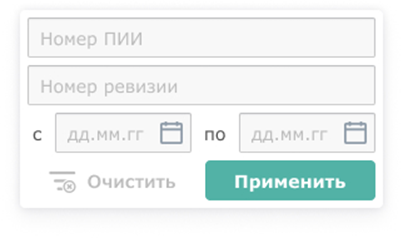 Номер ПИИ
Номер ревизии
с дд.мм.гг по дд.мм.гг
Очистить Применить